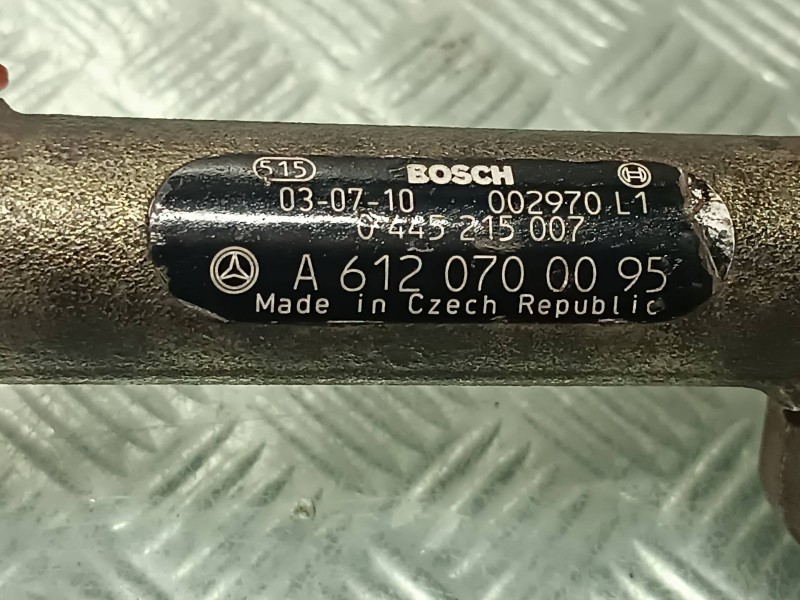 515 BOSCH
03-07-10 002970 L1
0 445 215 007
A 612 070 00 95
Made in Czech Republic